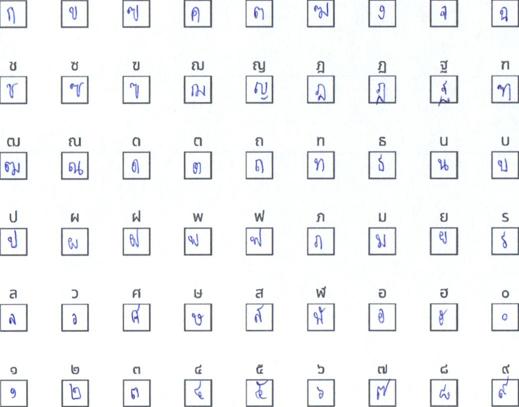 ก ข ฃ ค ฅ ฆ ง จ ฉ
ช ซ ฃ ฌ ญ ฎ ฏ ฐ ฑ
ช ซ ฃ ฌ ญ ฎ ฏ ฐ ฑ
ฒ ณ ด ต ถ ท ธ น บ
ฒ ณ ด ต ถ ท ธ น บ
ป ผ ฝ พ ฟ ภ ม ย ร
ป ผ ฝ พ ฟ ภ ม ย ร
ล ว ศ ษ ส ฬ อ ฮ ๐
ล ว ศ ษ ส ฬ อ ฮ ๐
๑ ๒ ๓ ๔ ๕ ๖ ๗ ๘ ๙
๑ ๒ ๓ ๔ ๕ ๖ ๗ ๘ ๙